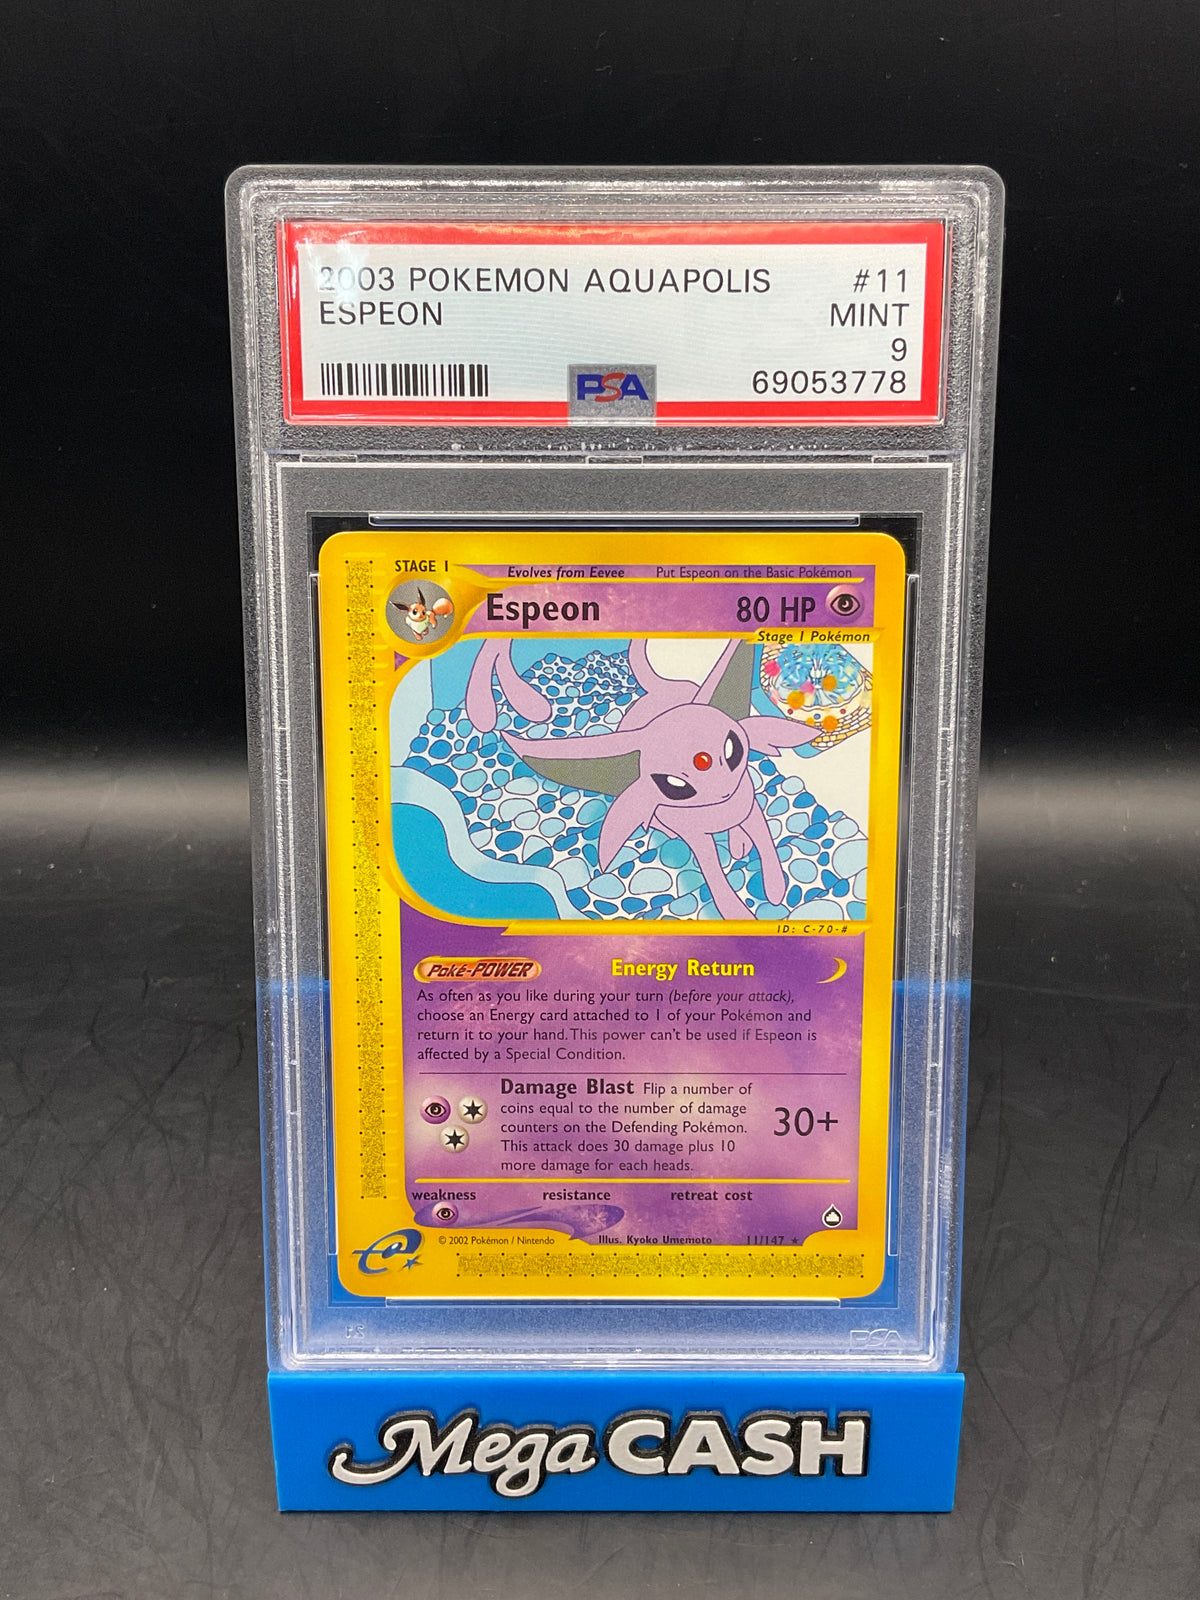 2003 POKEMON AQUAPOLIS #11
ESPEON MINT
9
PSA 69053778
STAGE 1 Evolves from Eevee Put Espeon on the Basic Pokémon
Espeon 80 HP
Stage 1 Pokémon
ID: C-70-#
Poké-POWER Energy Return
As often as you like during your turn (before your attack),
choose an Energy card attached to 1 of your Pokémon and
return it to your hand. This power can't be used if Espeon is
affected by a Special Condition.
Damage Blast Flip a number of
coins equal to the number of damage
counters on the Defending Pokémon.
This attack does 30 damage plus 10
more damage for each heads.
30+
weakness resistance retreat cost
e © 2002 Pokémon / Nintendo Illus. Kyoko Umemoto 11/147 ★
PSA
Mega CASH